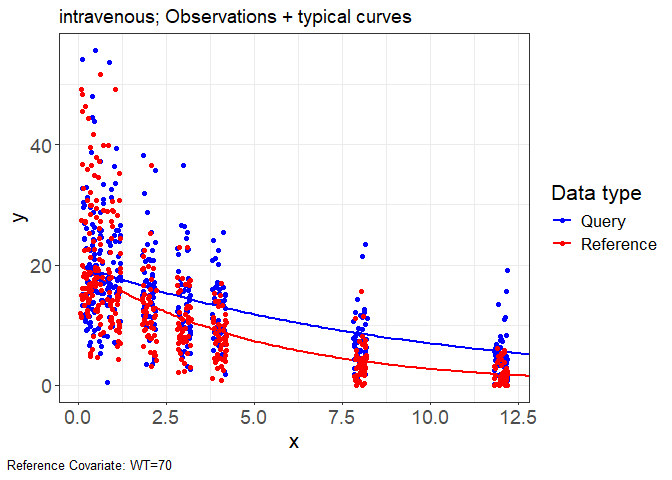 intravenous; Observations + typical curves
y
40
20
0
0.0 2.5 5.0 7.5 10.0 12.5
x
Data type
Query
Reference
Reference Covariate: WT=70